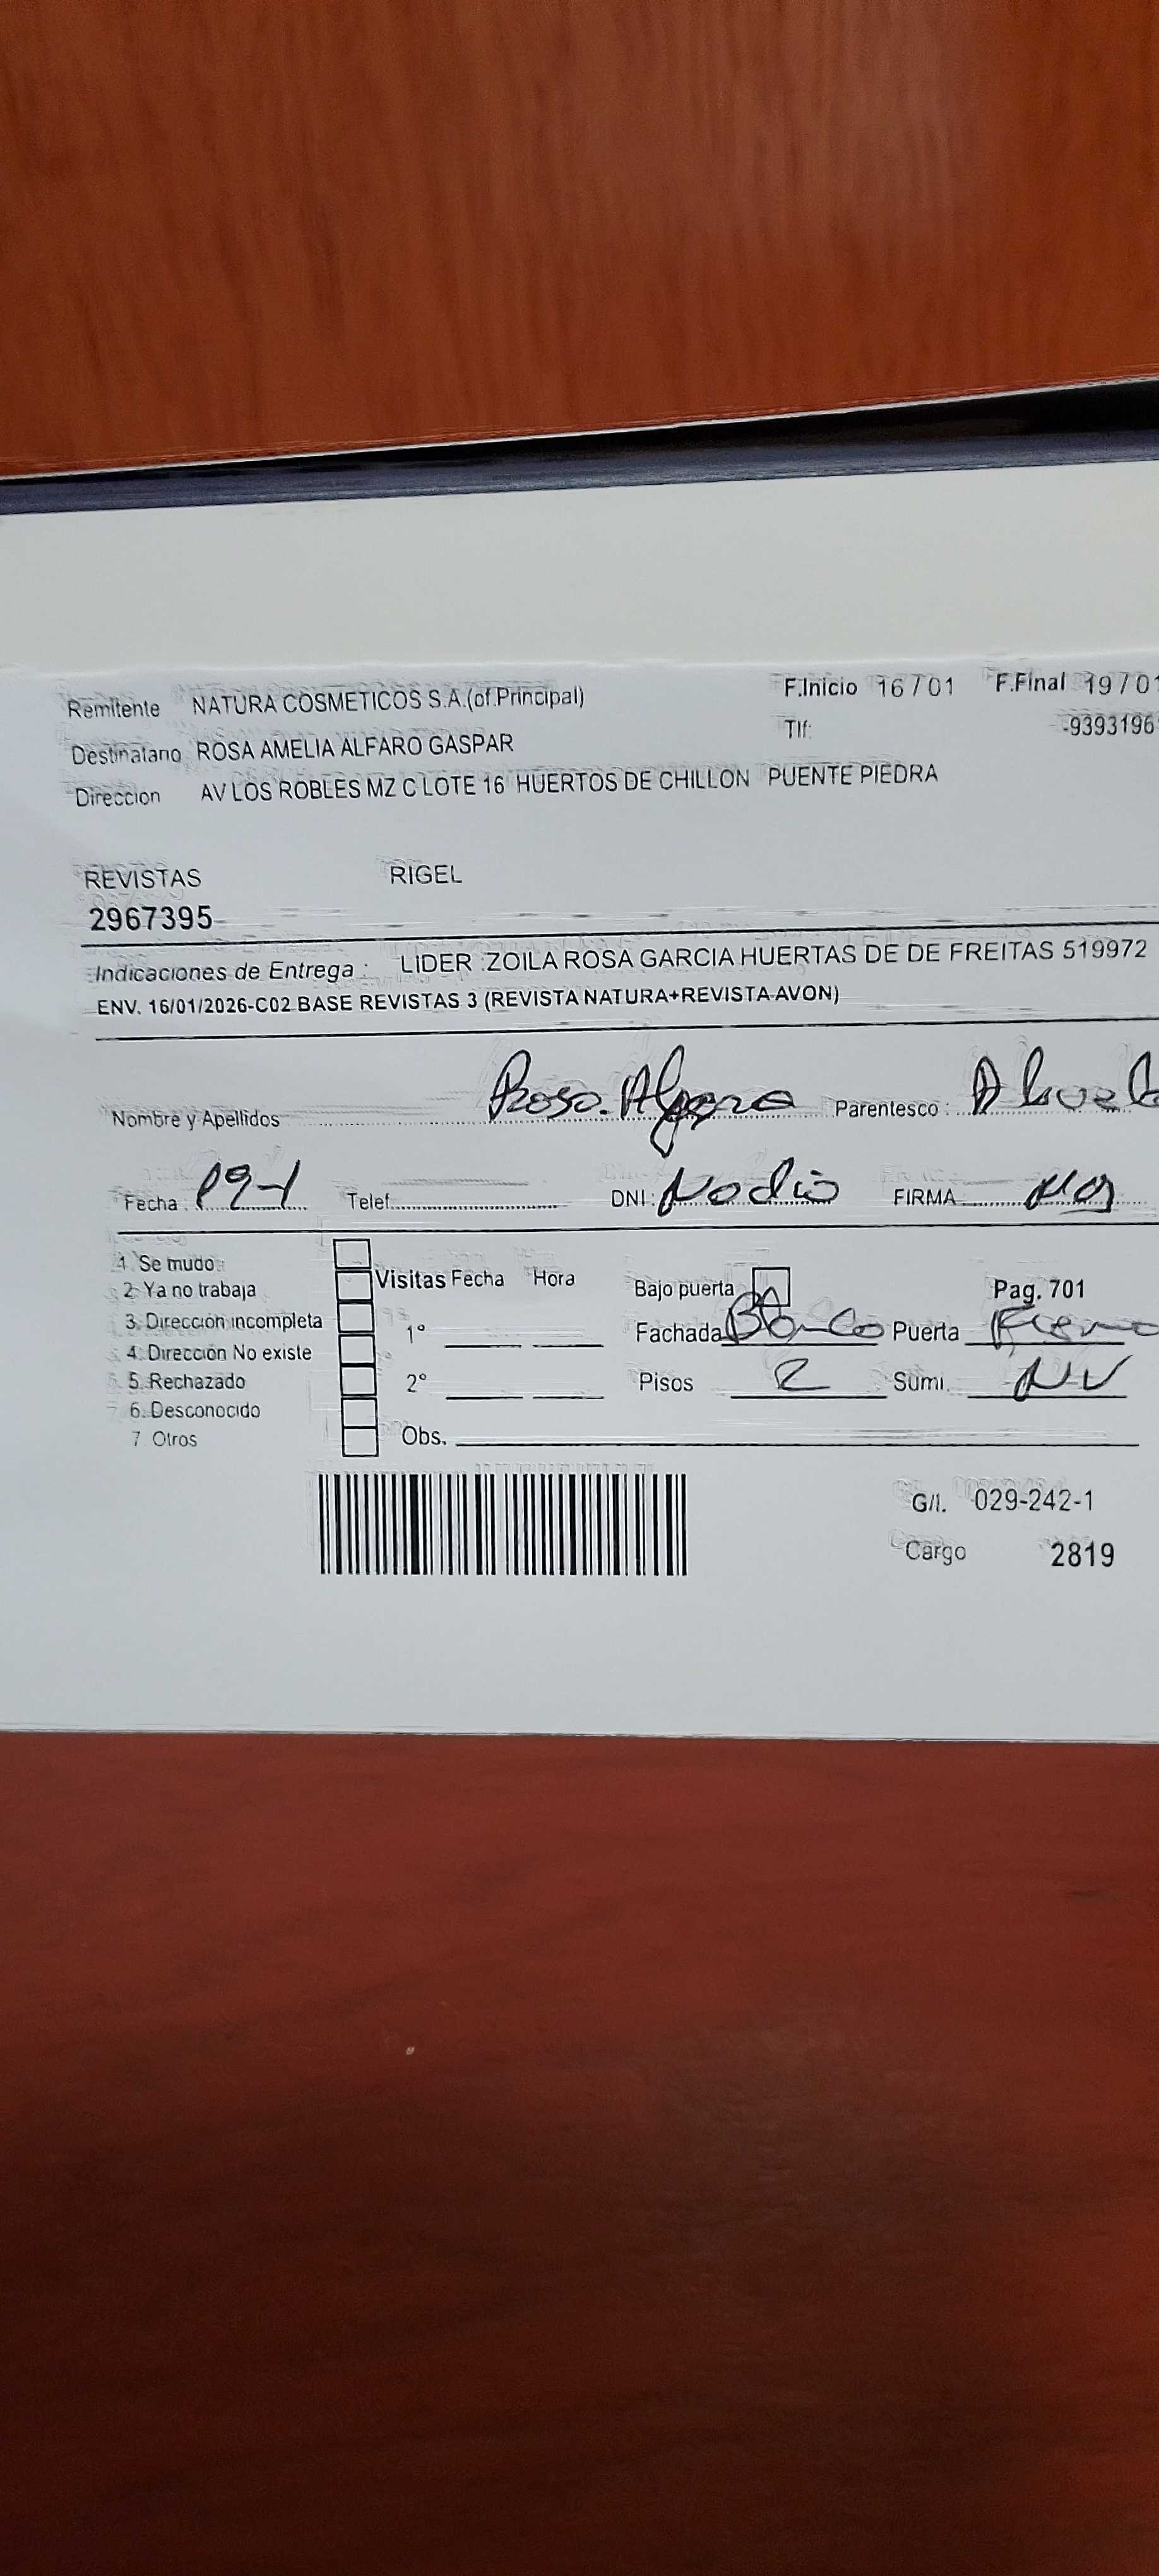 Remitente NATURA COSMETICOS S.A.(of.Principal) F.Inicio 16/01 F.Final 19/01
Destinatario ROSA AMELIA ALFARO GASPAR Tlf: -9393196
Direccion AV LOS ROBLES MZ C LOTE 16 HUERTOS DE CHILLON PUENTE PIEDRA
REVISTAS RIGEL
2967395
Indicaciones de Entrega : LIDER :ZOILA ROSA GARCIA HUERTAS DE DE FREITAS 519972
ENV. 16/01/2026-C02 BASE REVISTAS 3 (REVISTA NATURA+REVISTA AVON)
Nombre y Apellidos Rosa. Parentesco :
Fecha : 19-1 Telef. DNI: FIRMA
1 Se mudo
2 Ya no trabaja Visitas Fecha Hora Bajo puerta Pag. 701
3. Dirección incompleta 1° Fachada Puerta
4. Dirección No existe
5. Rechazado 2° Pisos 2 Sumi. NV
6. Desconocido
7. Otros Obs.
G/I. 029-242-1
Cargo 2819